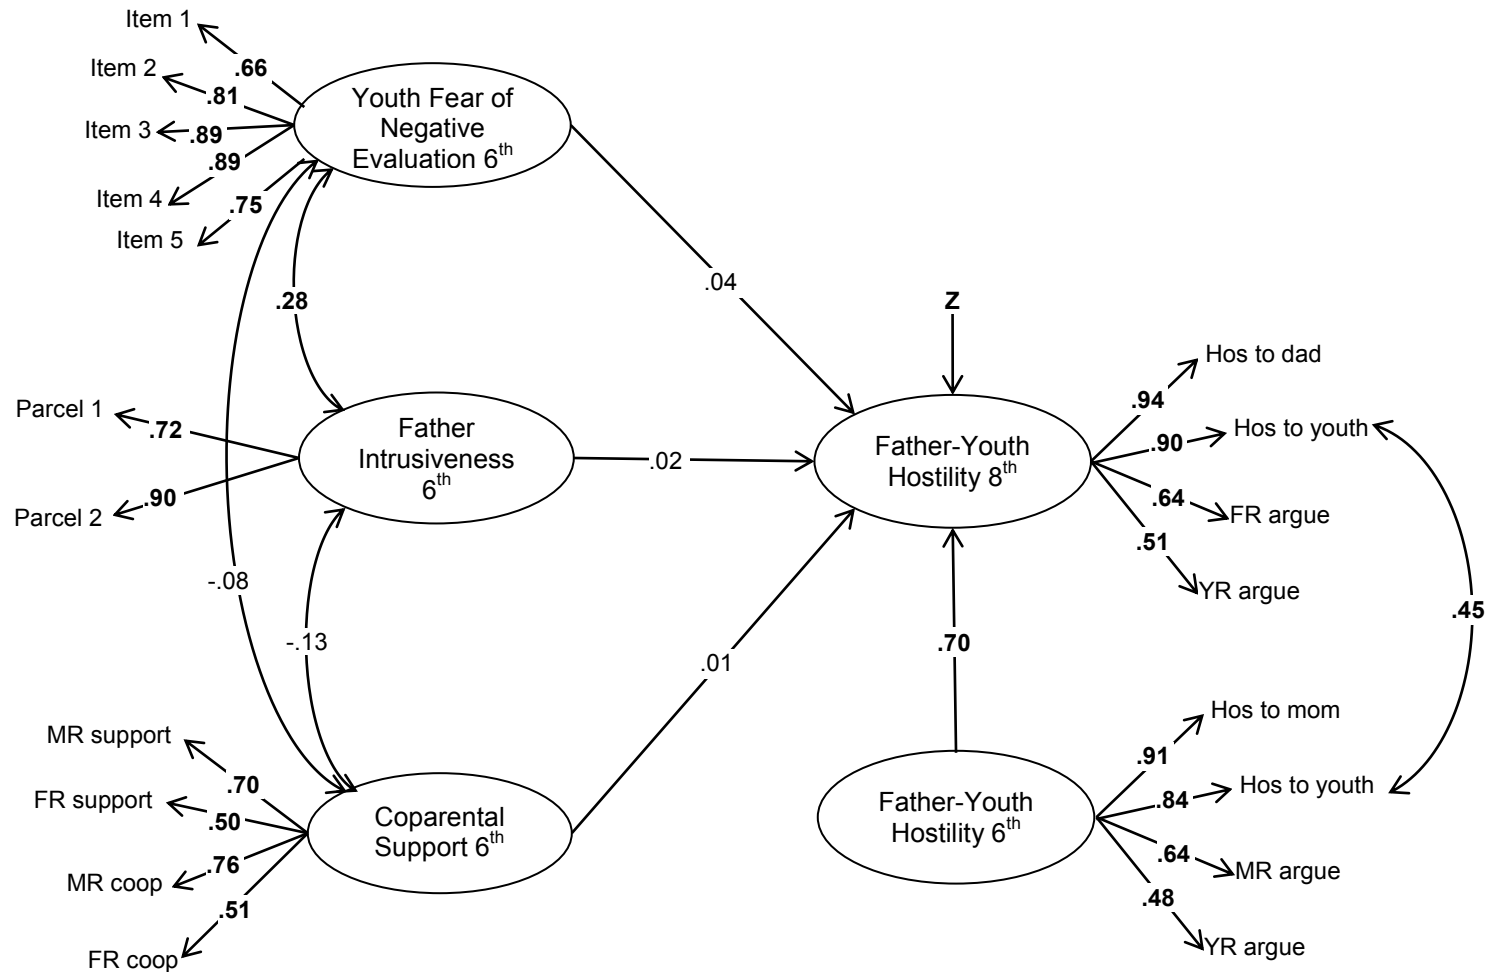 Item 1
.66
Item 2
.81
Item 3
.89
Item 4
.89
Item 5
.75
Youth Fear of
Negative
Evaluation 6th
.28
.04
Z
Parcel 1
.72
Parcel 2
.90
Father
Intrusiveness
6th
.02
Father-Youth
Hostility 8th
Hos to dad
.94
Hos to youth
.90
FR argue
.64
YR argue
.51
.45
-.08
-.13
.01
.70
MR support
.70
FR support
.50
MR coop
.76
FR coop
.51
Coparental
Support 6th
Father-Youth
Hostility 6th
Hos to mom
.91
Hos to youth
.84
MR argue
.64
YR argue
.48